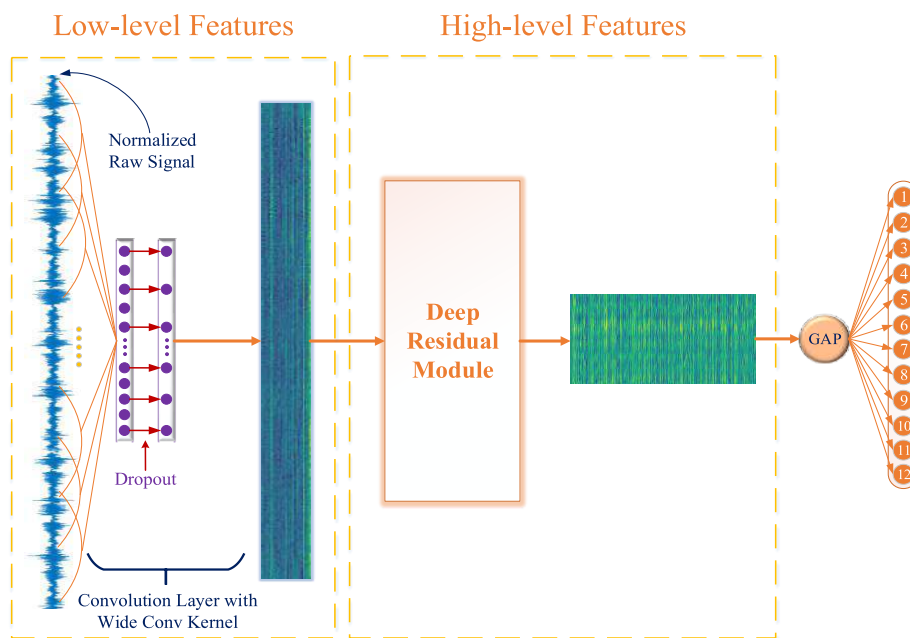 Low-level Features
High-level Features
Normalized
Raw Signal
Dropout
Convolution Layer with
Wide Conv Kernel
Deep
Residual
Module
GAP
1
2
3
4
5
6
7
8
9
10
11
12